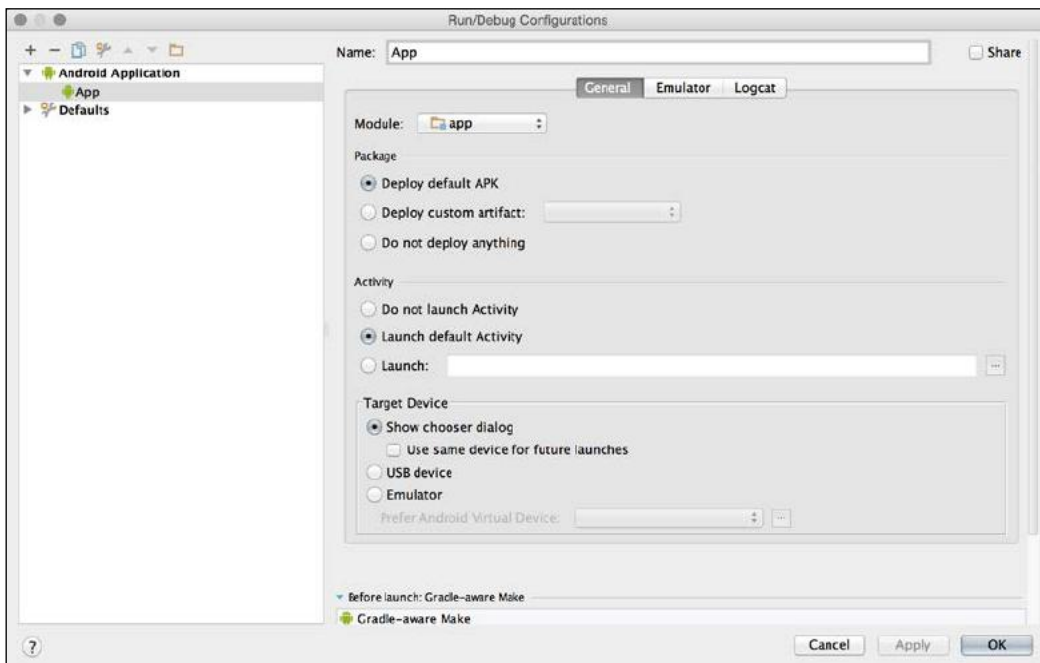 Run/Debug Configurations
Android Application
App
Defaults
Name: App
Share
General Emulator Logcat
Module: app
Package
Deploy default APK
Deploy custom artifact:
Do not deploy anything
Activity
Do not launch Activity
Launch default Activity
Launch:
Target Device
Show chooser dialog
Use same device for future launches
USB device
Emulator
Prefer Android Virtual Device:
Before launch: Gradle-aware Make
Gradle-aware Make
? Cancel Apply OK